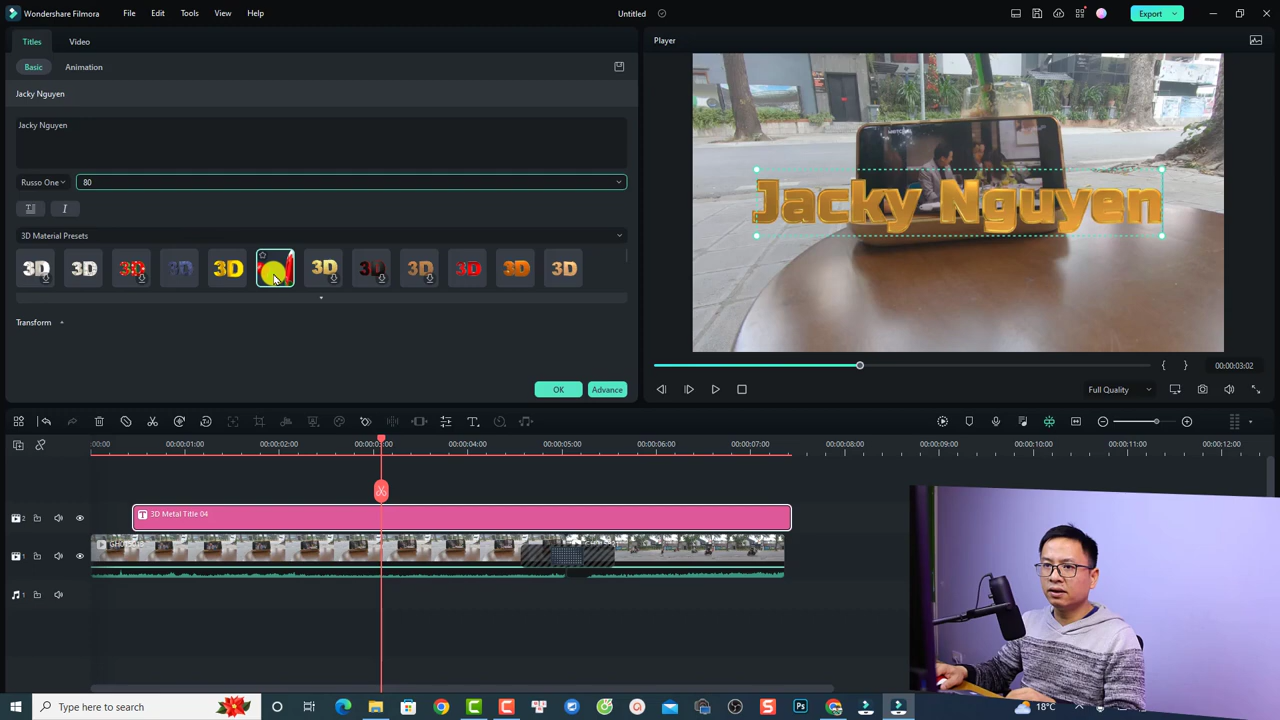 Wondershare Filmora
File
Edit
Tools
View
Help
Untitled
Export
Titles
Video
Player
Basic
Animation
Jacky Nguyen
Jacky Nguyen
Russo One
80
3D Material Presets
3D
3D
3D
3D
3D
3D
3D
3D
3D
3D
3D
Transform
OK
Advance
Jacky Nguyen
{
}
00:00:03:02
Full Quality
:00:00
00:00:01:00
00:00:02:00
00:00:03:00
00:00:04:00
00:00:05:00
00:00:06:00
00:00:07:00
00:00:08:00
00:00:09:00
00:00:10:00
00:00:11:00
00:00:12:00
2
3D Metal Title 04
1
1
Type here to search
18°C